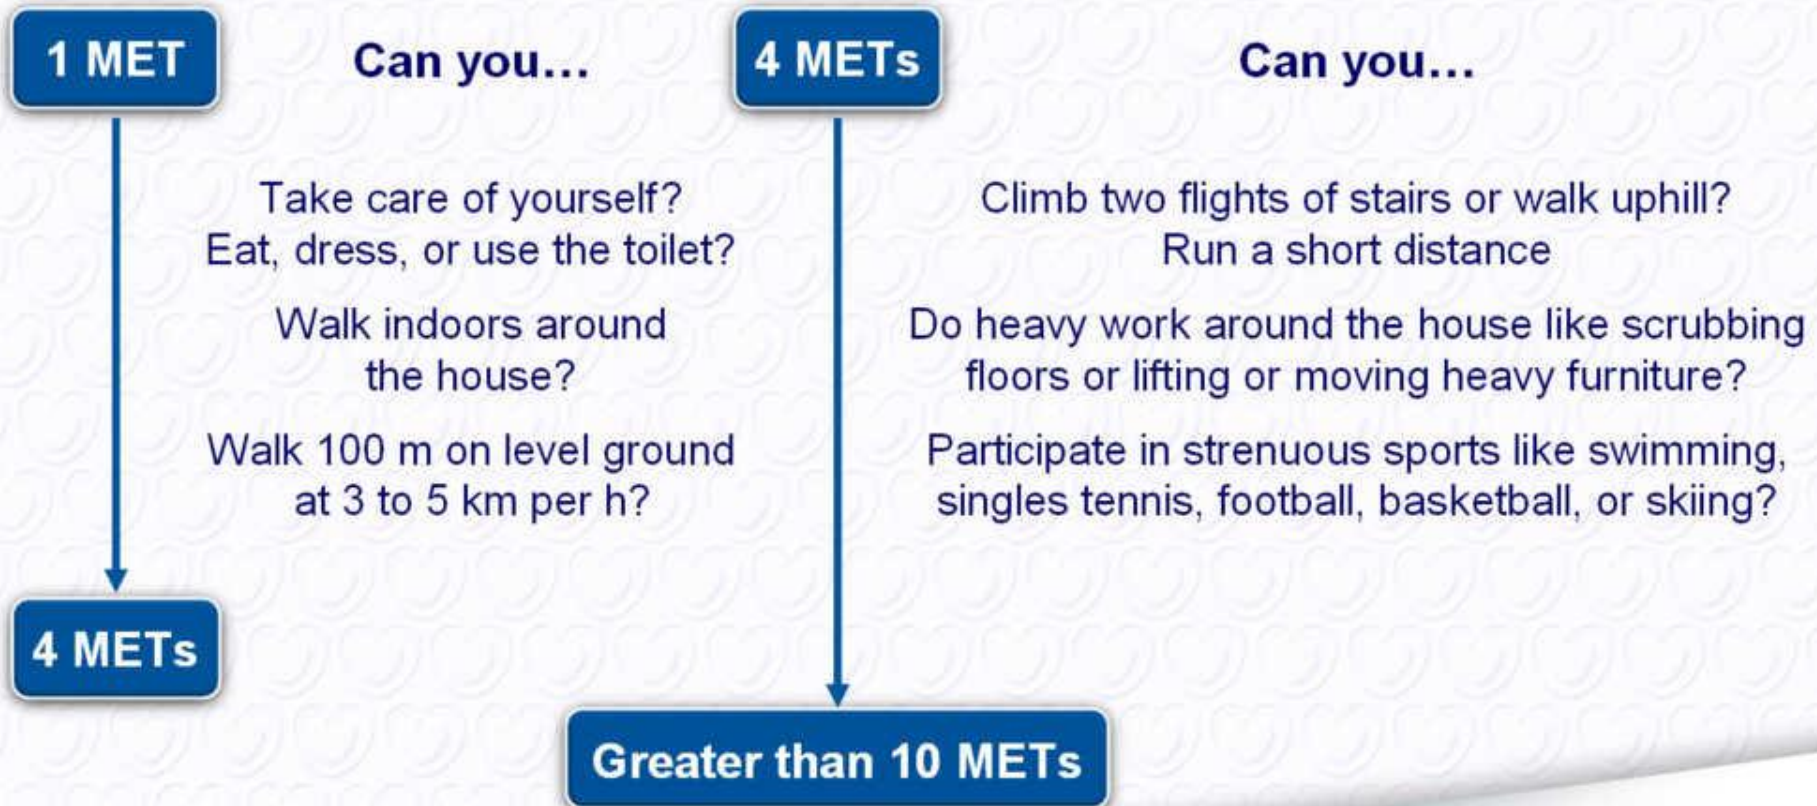 1 MET
Can you...
Take care of yourself?
Eat, dress, or use the toilet?
Walk indoors around
the house?
Walk 100 m on level ground
at 3 to 5 km per h?
4 METs
4 METs
Can you...
Climb two flights of stairs or walk uphill?
Run a short distance
Do heavy work around the house like scrubbing
floors or lifting or moving heavy furniture?
Participate in strenuous sports like swimming,
singles tennis, football, basketball, or skiing?
Greater than 10 METs